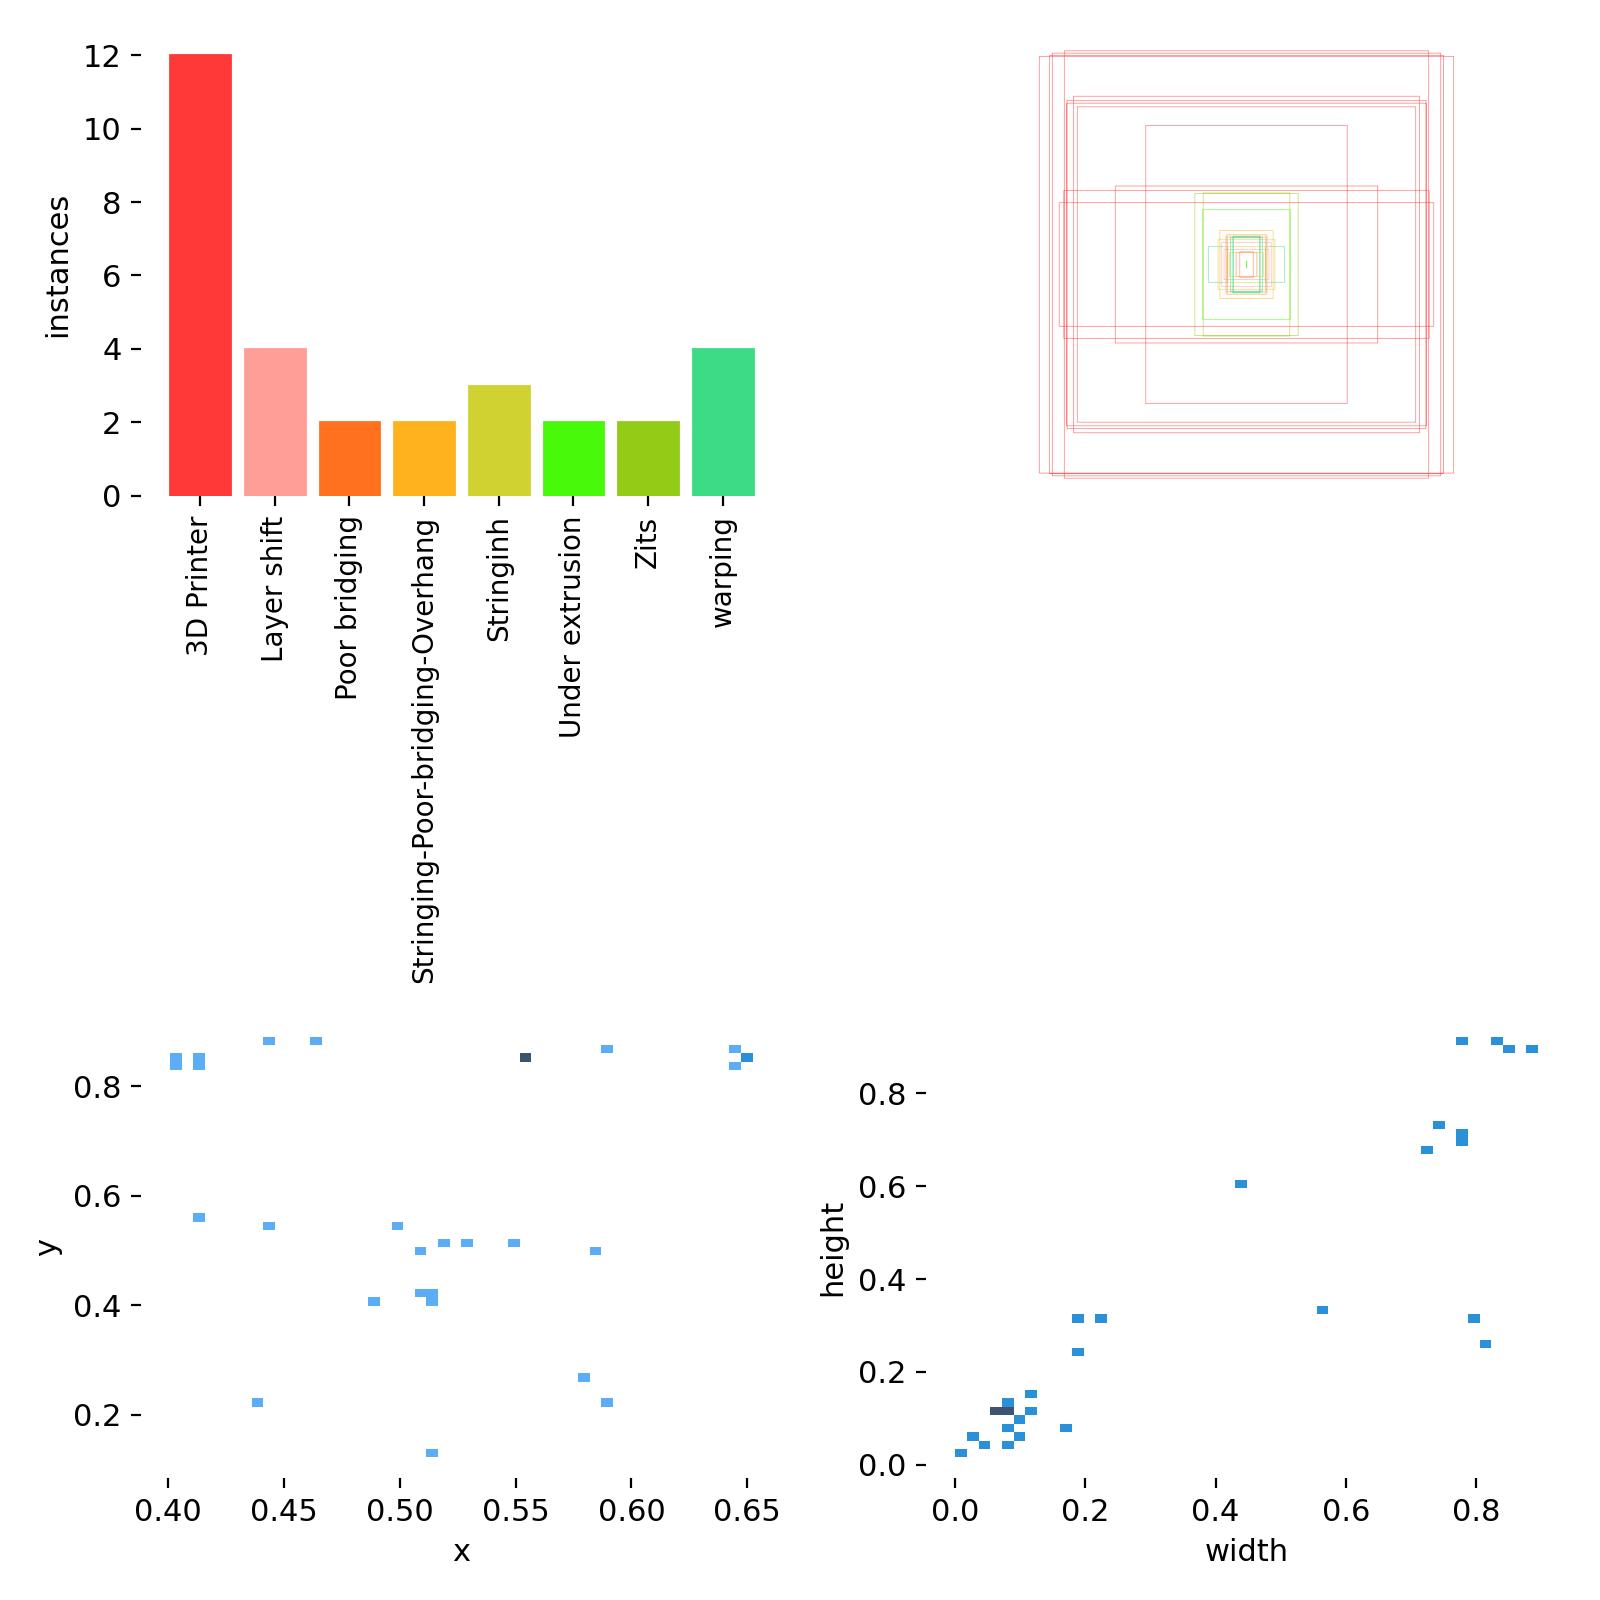 12
10
8
6
4
2
0
instances
3D Printer
Layer shift
Poor bridging
Stringing-Poor-bridging-Overhang
Stringinh
Under extrusion
Zits
warping
0.8
0.6
0.4
0.2
y
0.40 0.45 0.50 0.55 0.60 0.65
x
0.8
0.6
0.4
0.2
0.0
height
0.0 0.2 0.4 0.6 0.8
width